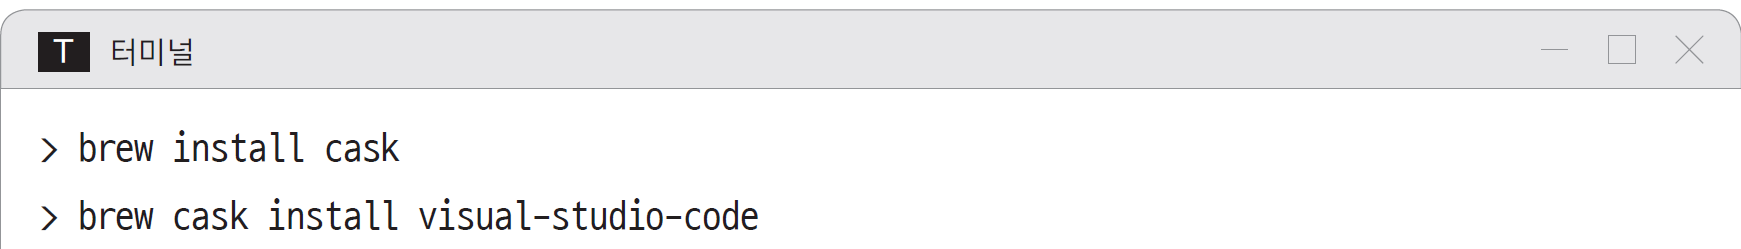 T 터미널
> brew install cask
> brew cask install visual-studio-code